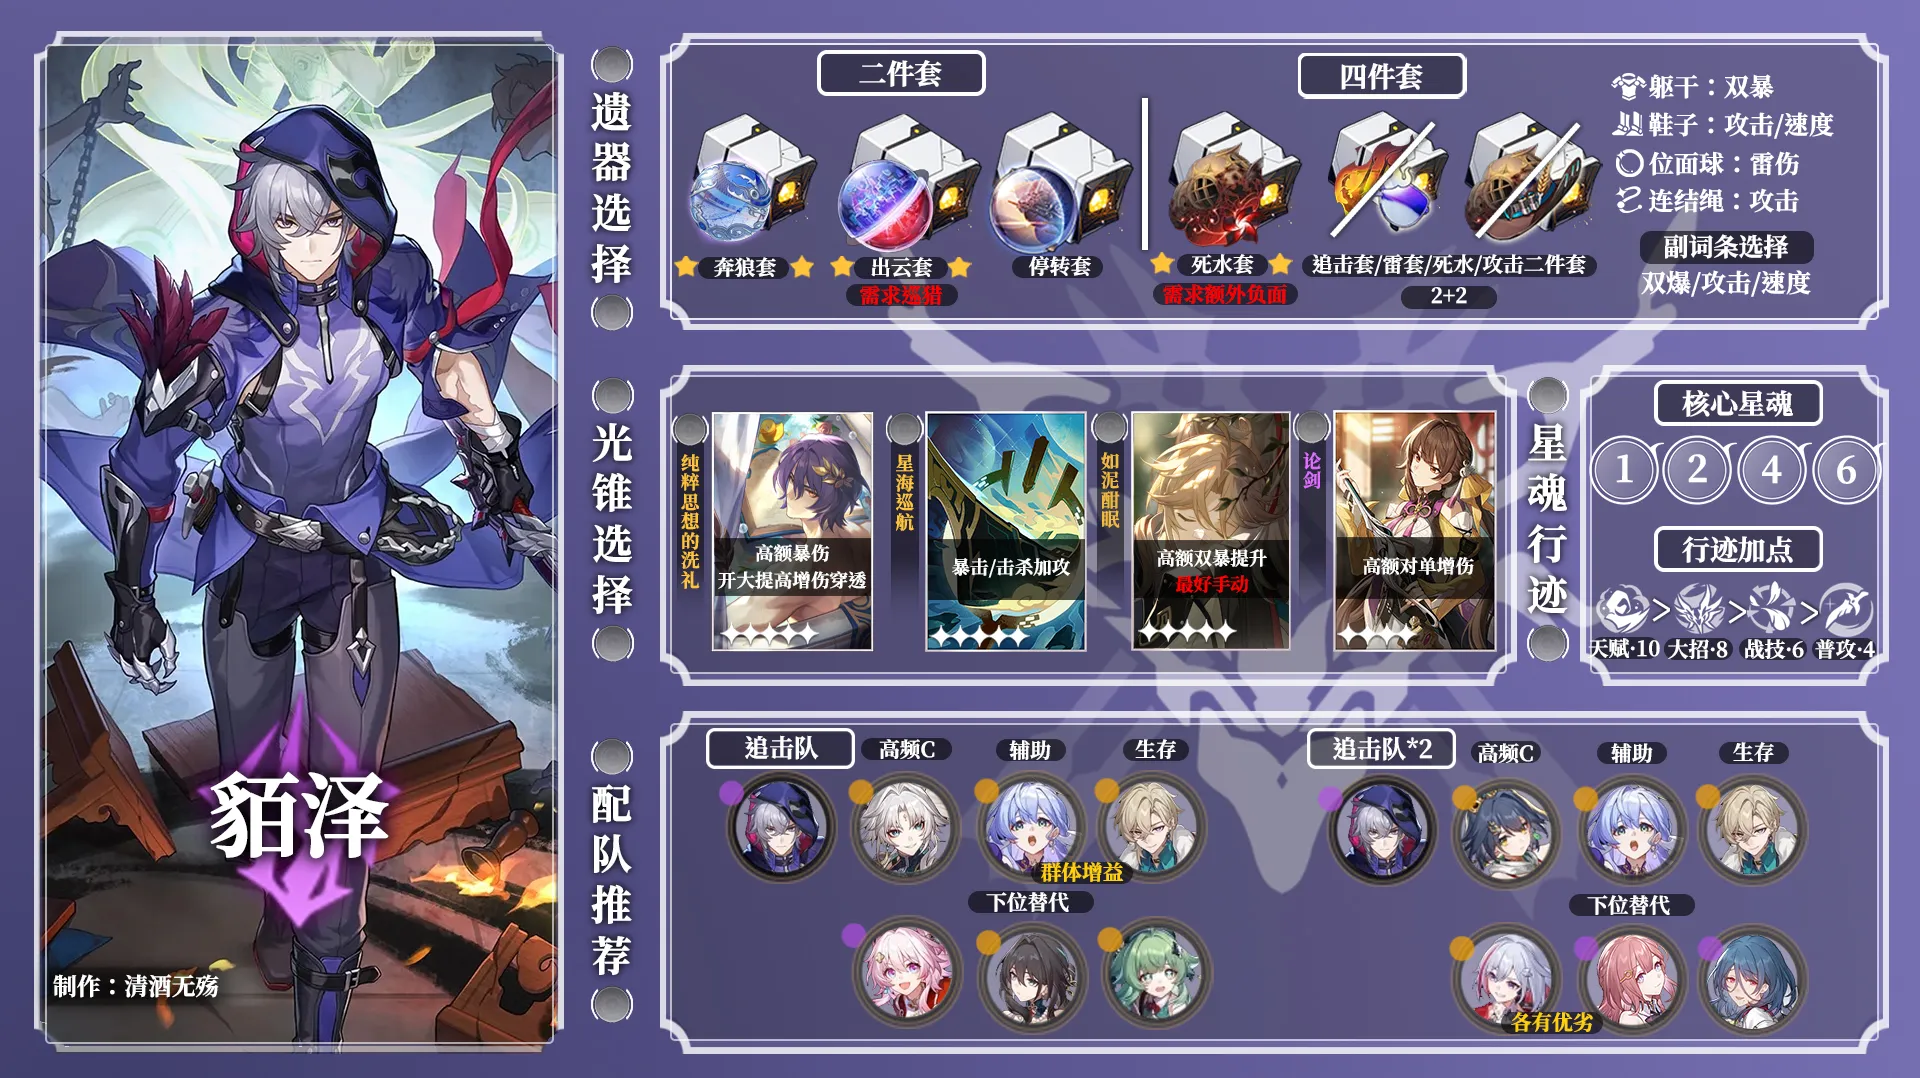 貊泽
制作：清酒无殇
遗器选择
二件套
奔狼套
出云套
需求巡猎
停转套
四件套
死水套
需求额外负面
追击套/雷套/死水/攻击二件套
2+2
躯干：双暴
鞋子：攻击/速度
位面球：雷伤
连结绳：攻击
副词条选择
双爆/攻击/速度
光锥选择
纯粹思想的洗礼
高额暴伤
开大提高增伤穿透
星海巡航
暴击/击杀加攻
如泥酣眠
高额双暴提升
最好手动
论剑
高额对单增伤
星魂行迹
核心星魂
1 2 4 6
行迹加点
> > >
天赋·10 大招·8 战技·6 普攻·4
配队推荐
追击队 高频C 辅助 生存
群体增益
下位替代
追击队*2 高频C 辅助 生存
下位替代
各有优劣